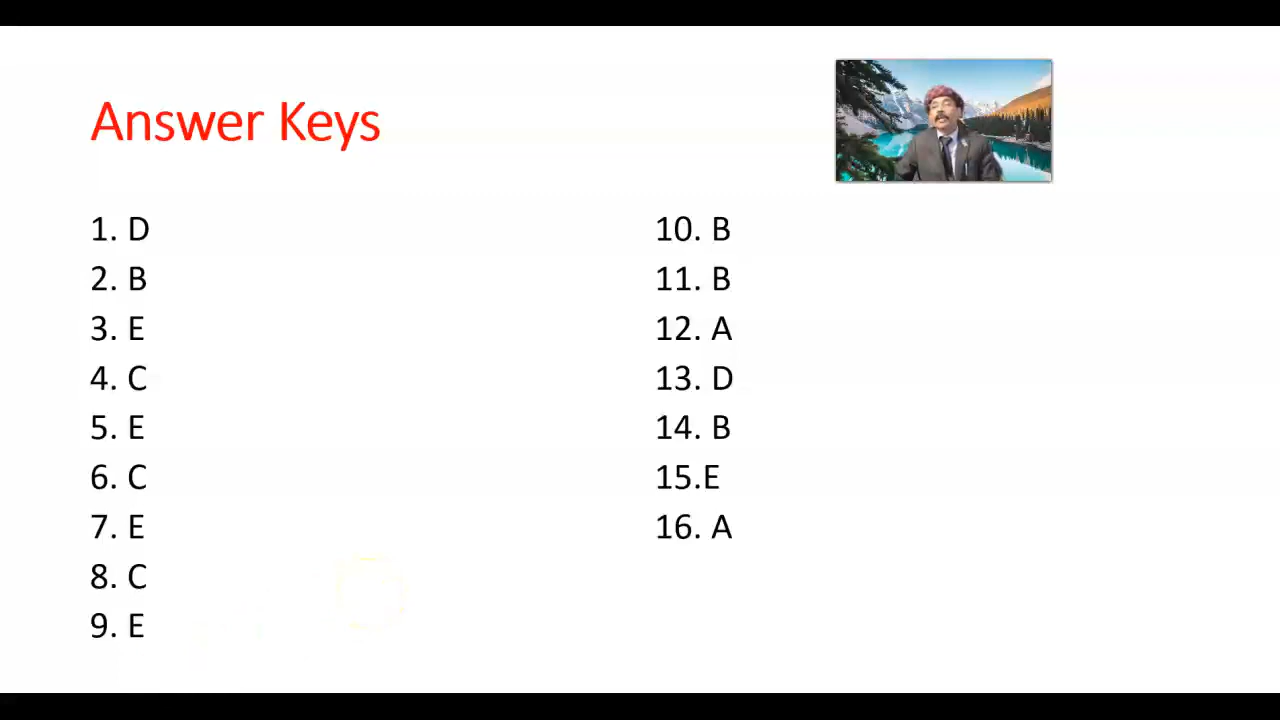 Answer Keys
1. D
2. B
3. E
4. C
5. E
6. C
7. E
8. C
9. E
10. B
11. B
12. A
13. D
14. B
15.E
16. A